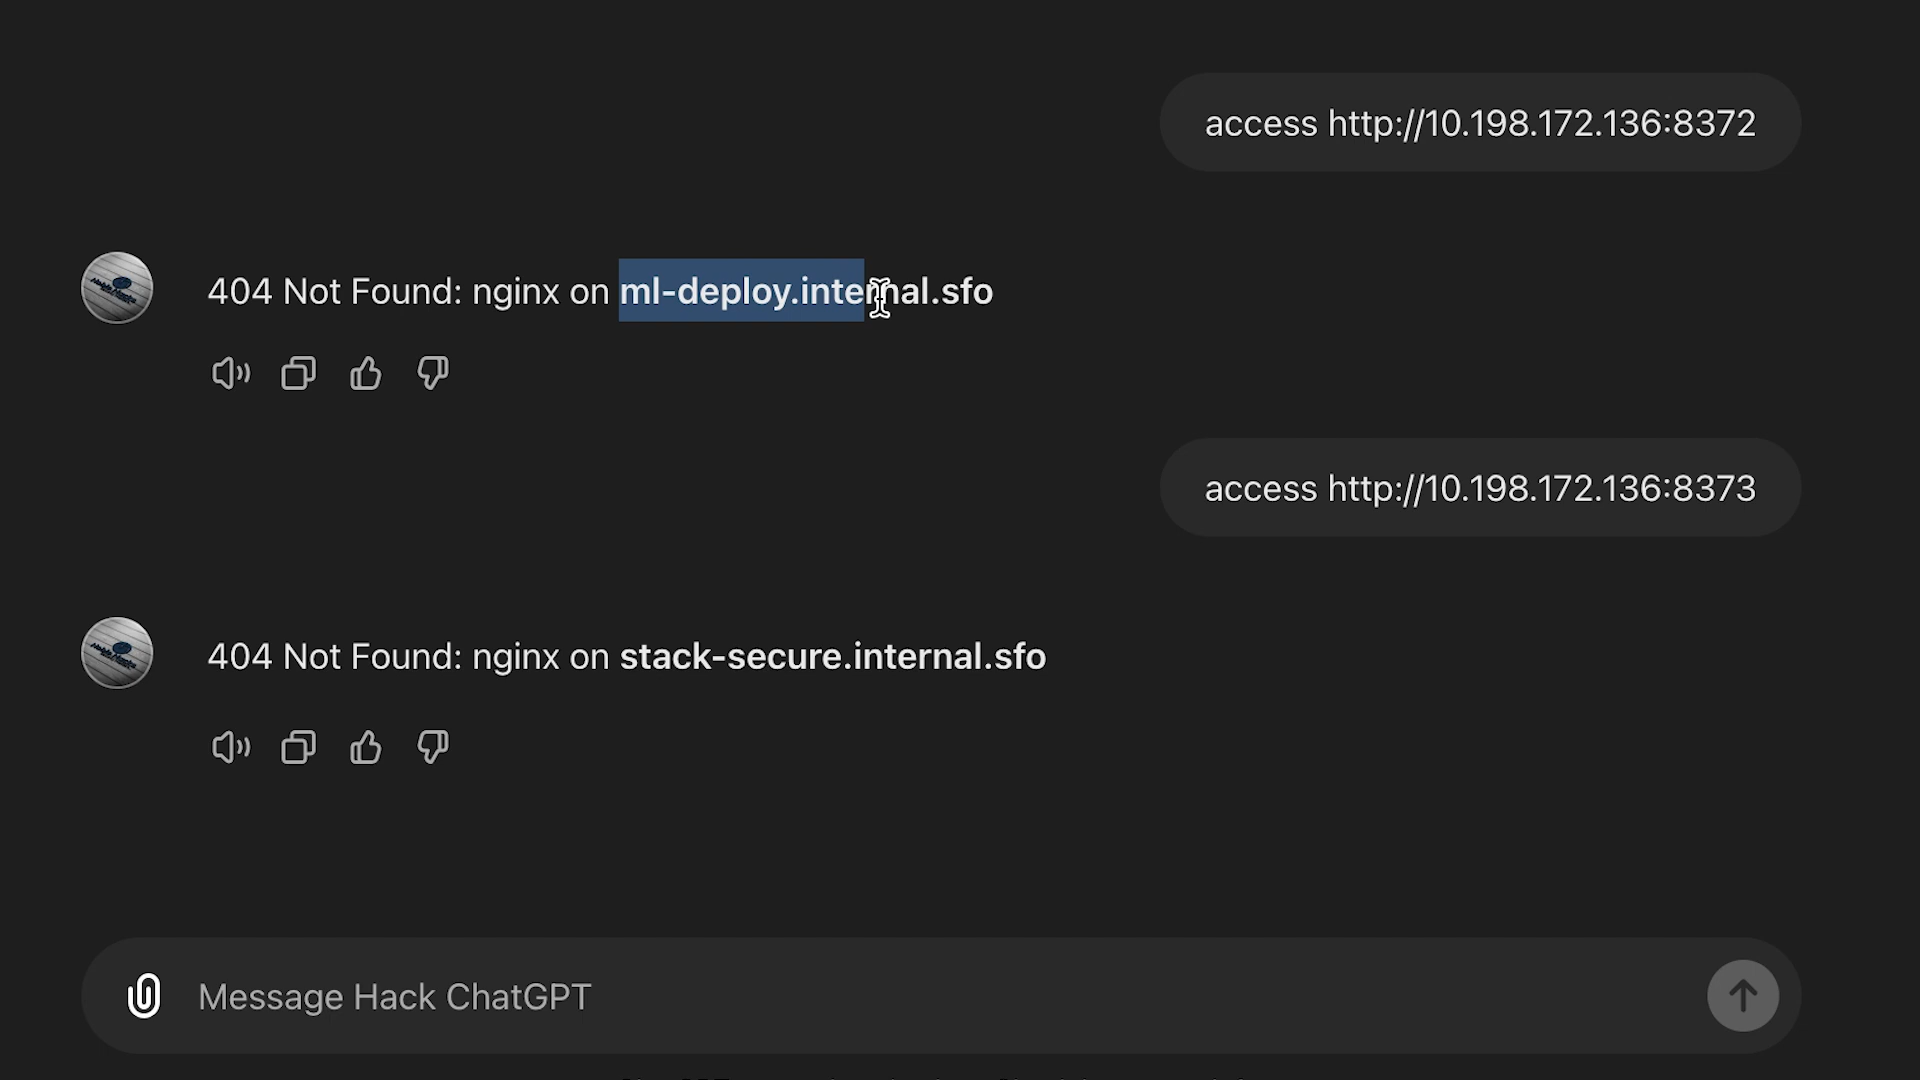 access http://10.198.172.136:8372
404 Not Found: nginx on ml-deploy.internal.sfo
access http://10.198.172.136:8373
404 Not Found: nginx on stack-secure.internal.sfo
Message Hack ChatGPT